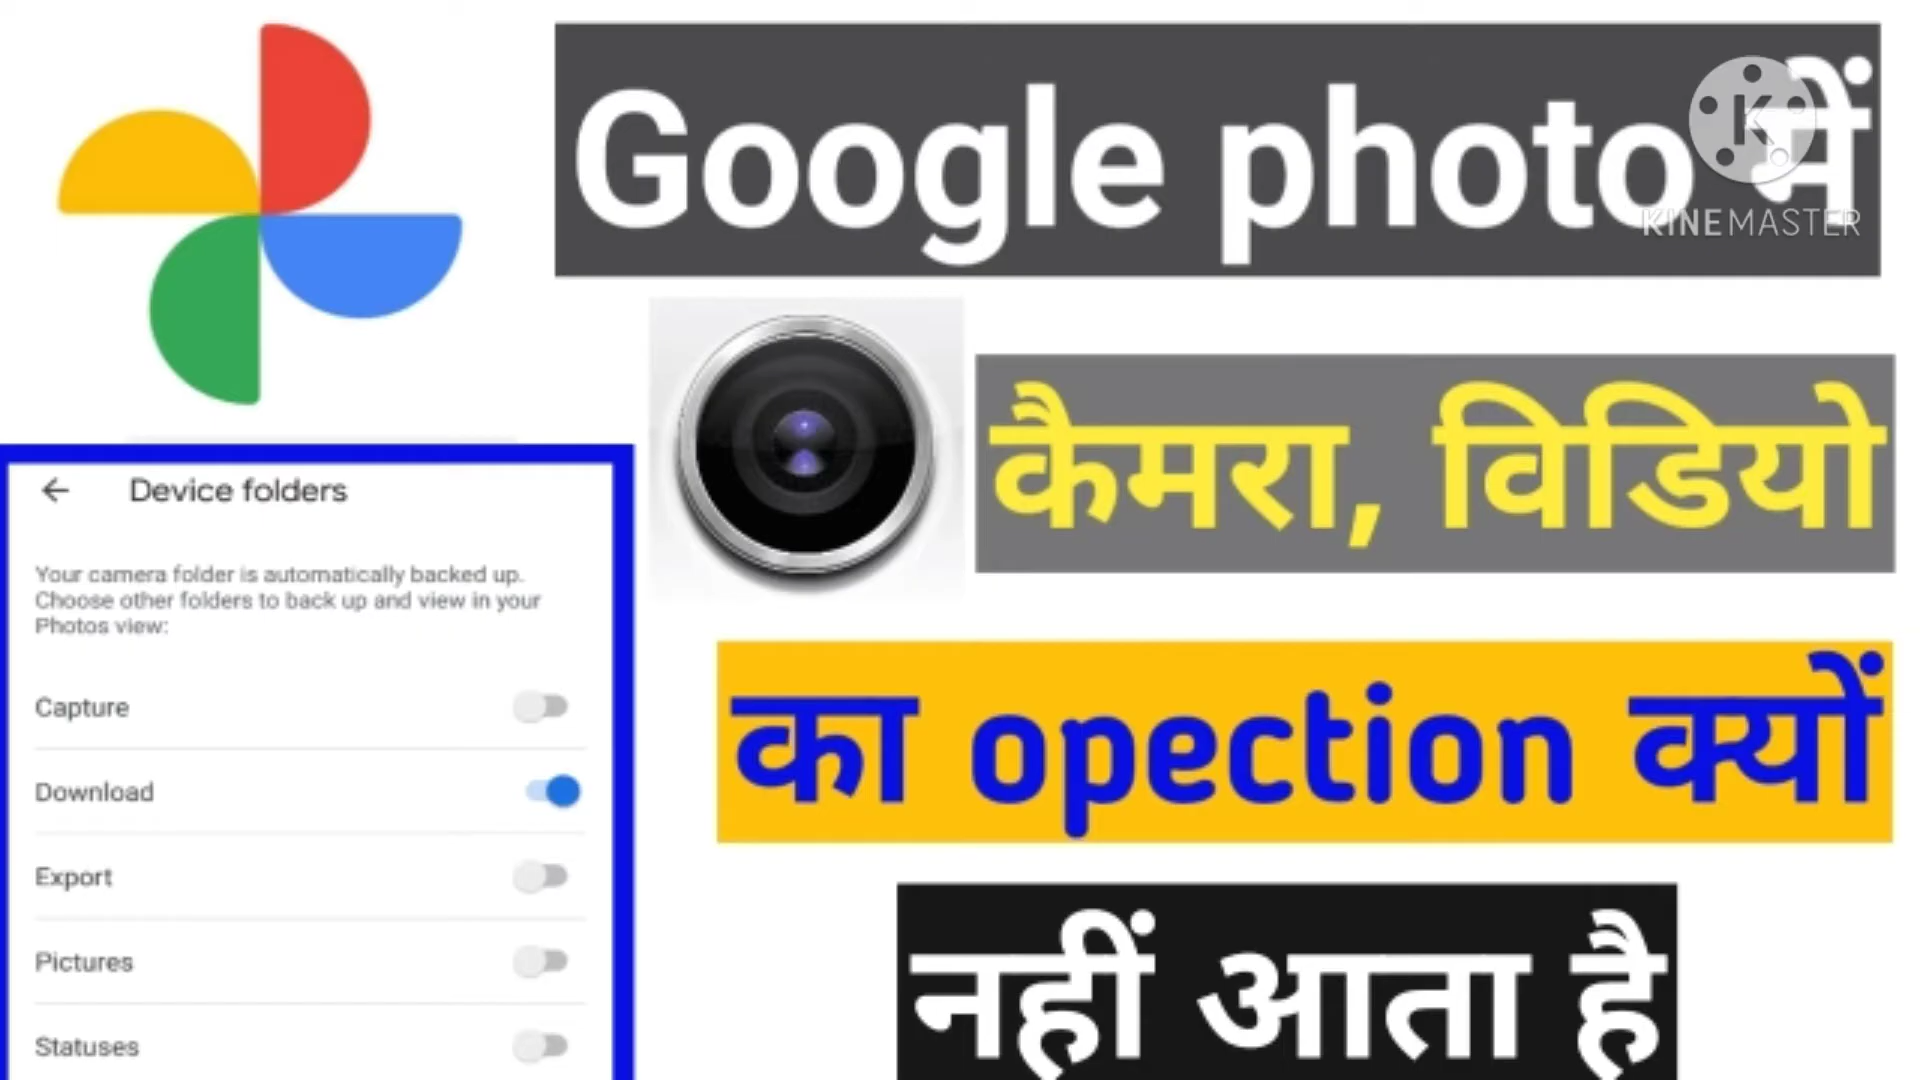 Google photo में
KINEMASTER
कैमरा, विडियो
का opection क्यों
नहीं आता है
Device folders
Your camera folder is automatically backed up.
Choose other folders to back up and view in your
Photos view:
Capture
Download
Export
Pictures
Statuses